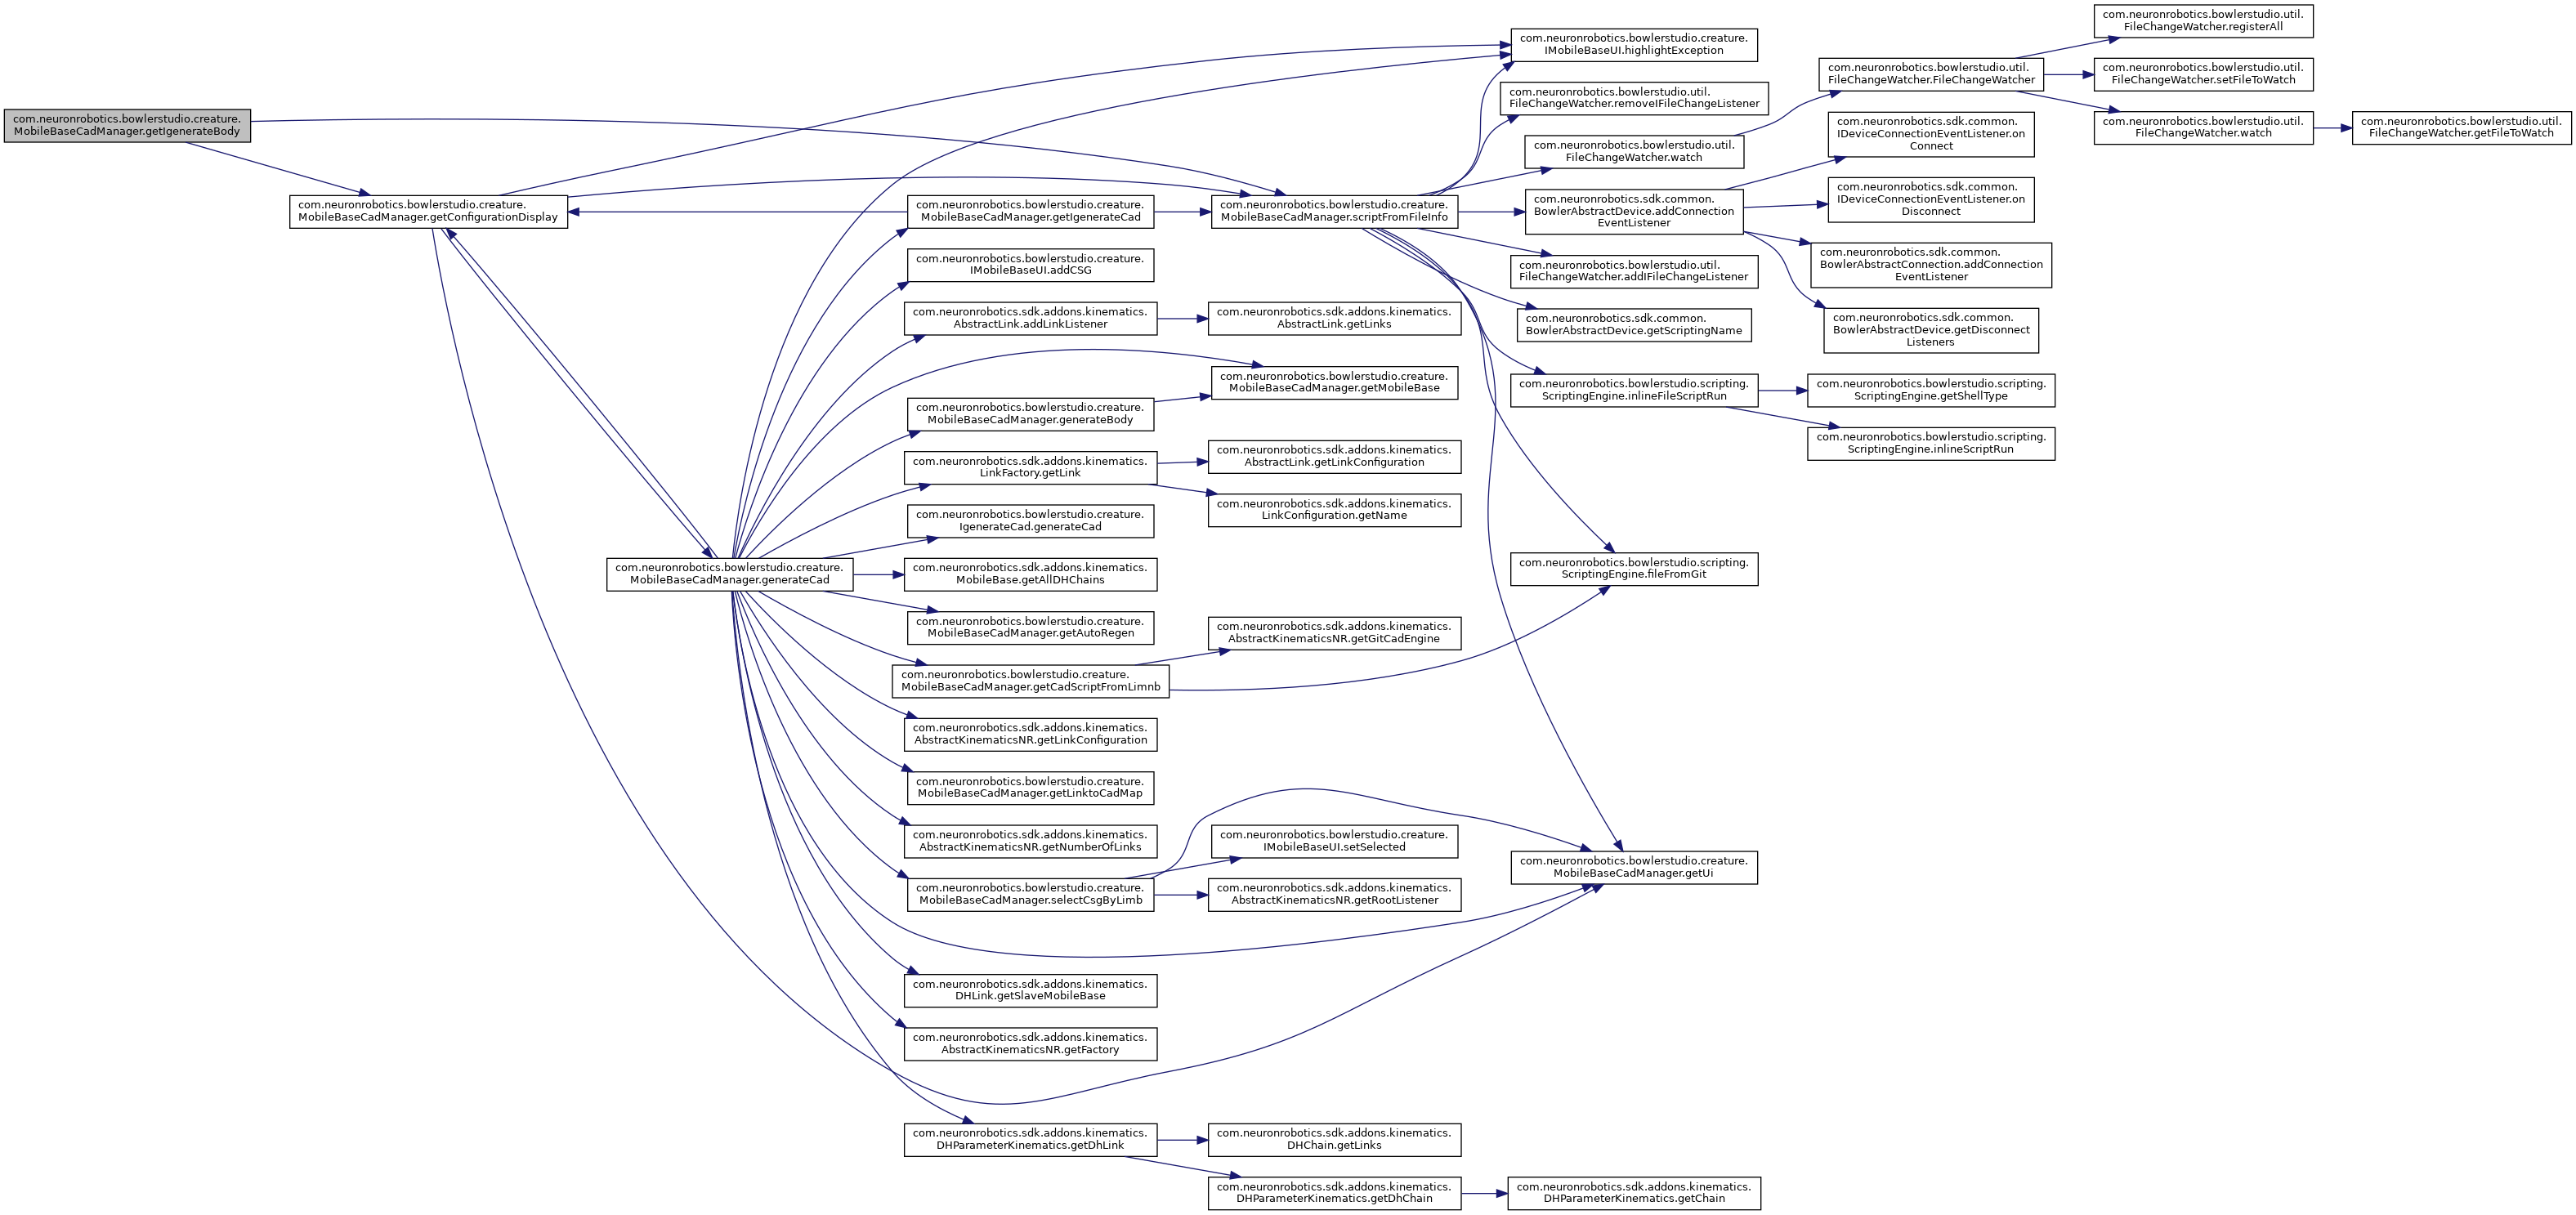 com.neuronrobotics.bowlerstudio.creature.
MobileBaseCadManager.getIgenerateBody
com.neuronrobotics.bowlerstudio.creature.
MobileBaseCadManager.getConfigurationDisplay
com.neuronrobotics.bowlerstudio.creature.
MobileBaseCadManager.generateCad
com.neuronrobotics.bowlerstudio.creature.
MobileBaseCadManager.getIgenerateCad
com.neuronrobotics.bowlerstudio.creature.
IMobileBaseUI.addCSG
com.neuronrobotics.sdk.addons.kinematics.
AbstractLink.addLinkListener
com.neuronrobotics.bowlerstudio.creature.
MobileBaseCadManager.generateBody
com.neuronrobotics.sdk.addons.kinematics.
LinkFactory.getLink
com.neuronrobotics.bowlerstudio.creature.
IgenerateCad.generateCad
com.neuronrobotics.sdk.addons.kinematics.
MobileBase.getAllDHChains
com.neuronrobotics.bowlerstudio.creature.
MobileBaseCadManager.getAutoRegen
com.neuronrobotics.bowlerstudio.creature.
MobileBaseCadManager.getCadScriptFromLimnb
com.neuronrobotics.sdk.addons.kinematics.
AbstractKinematicsNR.getLinkConfiguration
com.neuronrobotics.bowlerstudio.creature.
MobileBaseCadManager.getLinktoCadMap
com.neuronrobotics.sdk.addons.kinematics.
AbstractKinematicsNR.getNumberOfLinks
com.neuronrobotics.bowlerstudio.creature.
MobileBaseCadManager.selectCsgByLimb
com.neuronrobotics.sdk.addons.kinematics.
DHLink.getSlaveMobileBase
com.neuronrobotics.sdk.addons.kinematics.
AbstractKinematicsNR.getFactory
com.neuronrobotics.sdk.addons.kinematics.
DHParameterKinematics.getDhLink
com.neuronrobotics.bowlerstudio.creature.
MobileBaseCadManager.scriptFromFileInfo
com.neuronrobotics.sdk.addons.kinematics.
AbstractLink.getLinks
com.neuronrobotics.bowlerstudio.creature.
MobileBaseCadManager.getMobileBase
com.neuronrobotics.sdk.addons.kinematics.
AbstractLink.getLinkConfiguration
com.neuronrobotics.sdk.addons.kinematics.
LinkConfiguration.getName
com.neuronrobotics.sdk.addons.kinematics.
AbstractKinematicsNR.getGitCadEngine
com.neuronrobotics.bowlerstudio.creature.
IMobileBaseUI.setSelected
com.neuronrobotics.sdk.addons.kinematics.
AbstractKinematicsNR.getRootListener
com.neuronrobotics.sdk.addons.kinematics.
DHChain.getLinks
com.neuronrobotics.sdk.addons.kinematics.
DHParameterKinematics.getDhChain
com.neuronrobotics.bowlerstudio.creature.
IMobileBaseUI.highlightException
com.neuronrobotics.bowlerstudio.util.
FileChangeWatcher.removeIFileChangeListener
com.neuronrobotics.bowlerstudio.util.
FileChangeWatcher.watch
com.neuronrobotics.sdk.common.
BowlerAbstractDevice.addConnection
EventListener
com.neuronrobotics.bowlerstudio.util.
FileChangeWatcher.addIFileChangeListener
com.neuronrobotics.sdk.common.
BowlerAbstractDevice.getScriptingName
com.neuronrobotics.bowlerstudio.scripting.
ScriptingEngine.inlineFileScriptRun
com.neuronrobotics.bowlerstudio.scripting.
ScriptingEngine.fileFromGit
com.neuronrobotics.bowlerstudio.creature.
MobileBaseCadManager.getUi
com.neuronrobotics.sdk.addons.kinematics.
DHParameterKinematics.getChain
com.neuronrobotics.bowlerstudio.util.
FileChangeWatcher.FileChangeWatcher
com.neuronrobotics.sdk.common.
IDeviceConnectionEventListener.on
Connect
com.neuronrobotics.sdk.common.
IDeviceConnectionEventListener.on
Disconnect
com.neuronrobotics.sdk.common.
BowlerAbstractConnection.addConnection
EventListener
com.neuronrobotics.sdk.common.
BowlerAbstractDevice.getDisconnect
Listeners
com.neuronrobotics.bowlerstudio.scripting.
ScriptingEngine.getShellType
com.neuronrobotics.bowlerstudio.scripting.
ScriptingEngine.inlineScriptRun
com.neuronrobotics.bowlerstudio.util.
FileChangeWatcher.registerAll
com.neuronrobotics.bowlerstudio.util.
FileChangeWatcher.setFileToWatch
com.neuronrobotics.bowlerstudio.util.
FileChangeWatcher.watch
com.neuronrobotics.bowlerstudio.util.
FileChangeWatcher.getFileToWatch